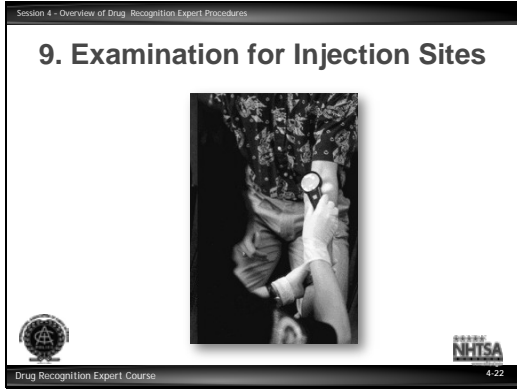 Session 4 - Overview of Drug Recognition Expert Procedures
9. Examination for Injection Sites
NHTSA
Drug Recognition Expert Course
4-22